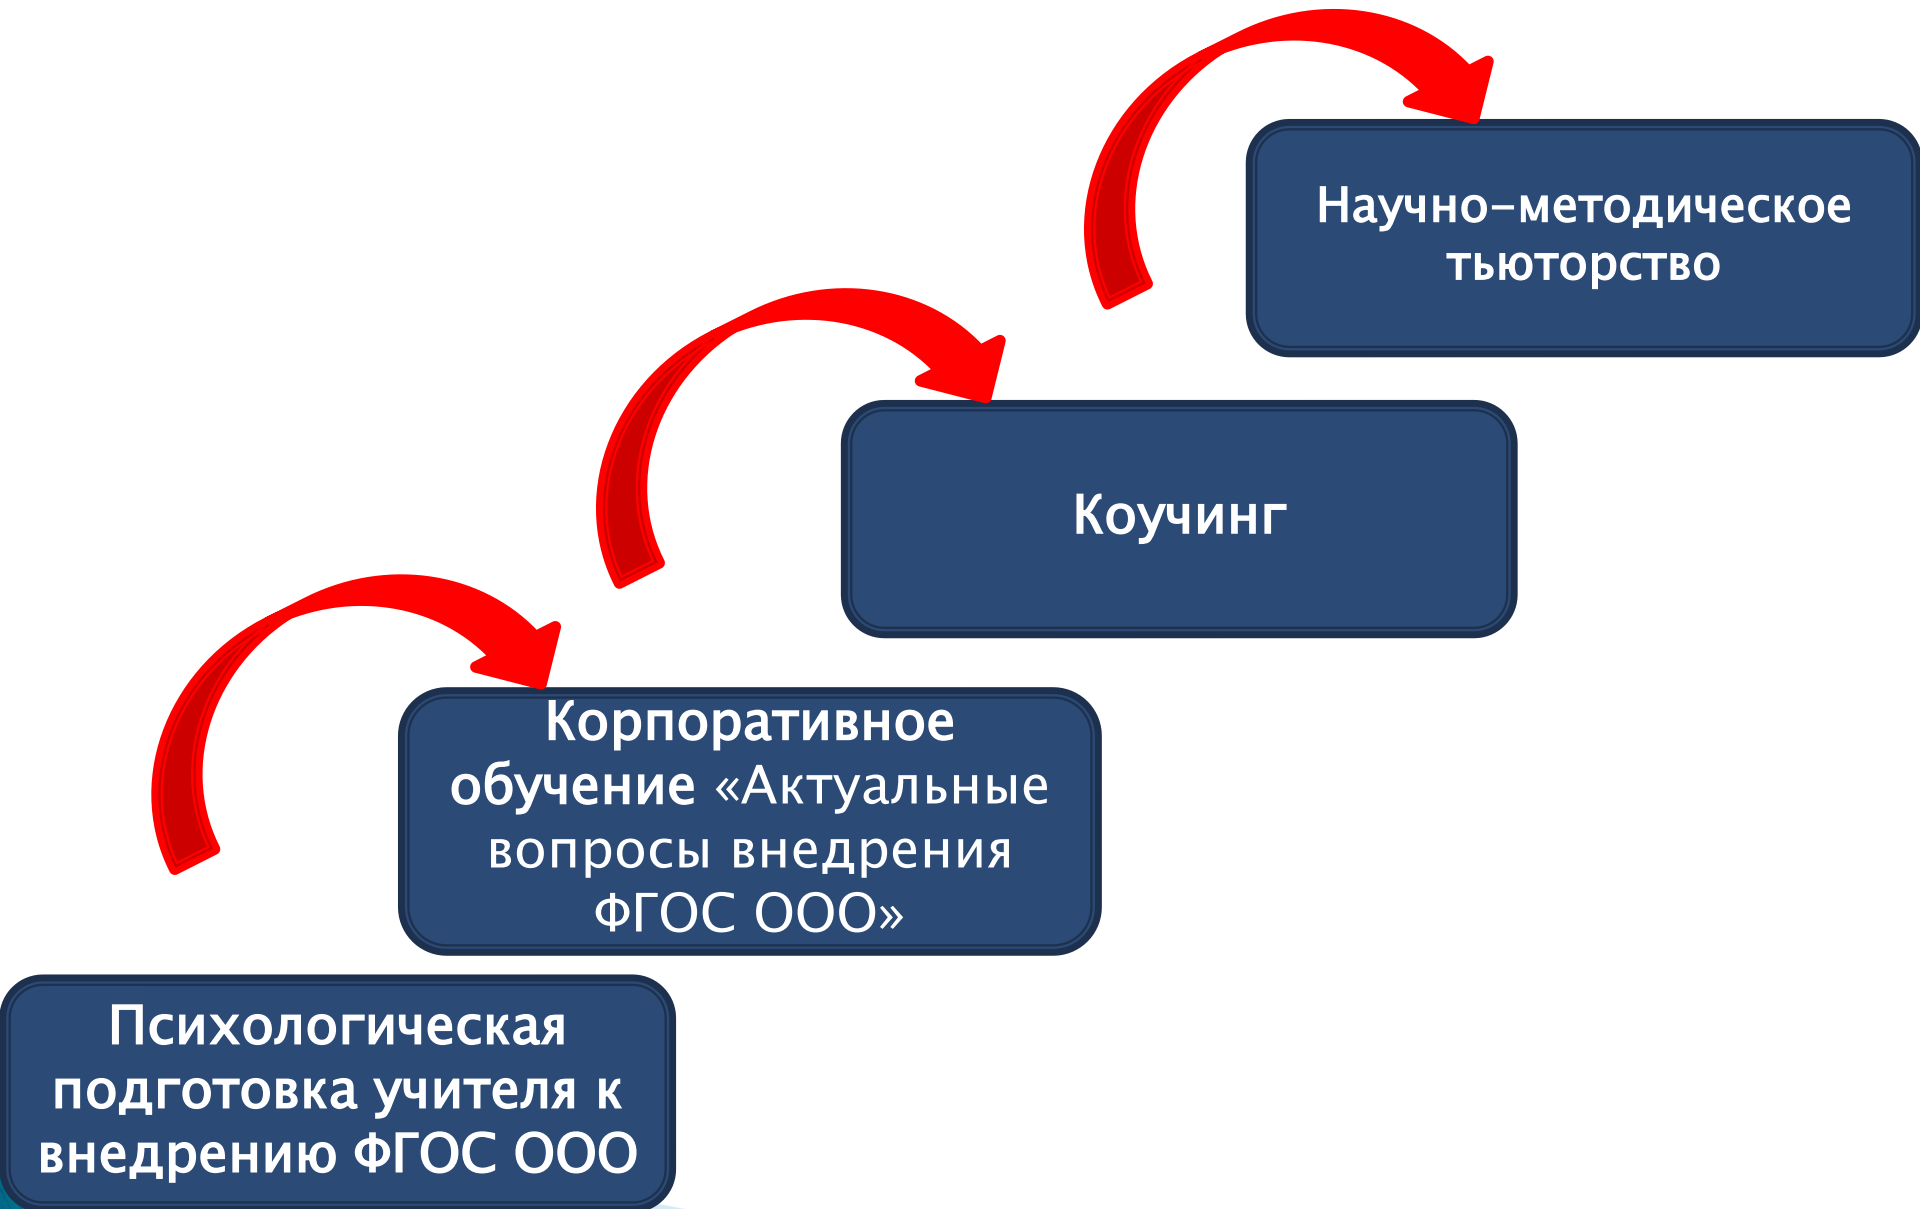 Научно-методическое
тьюторство
Коучинг
Корпоративное
обучение «Актуальные
вопросы внедрения
ФГОС ООО»
Психологическая
подготовка учителя к
внедрению ФГОС ООО